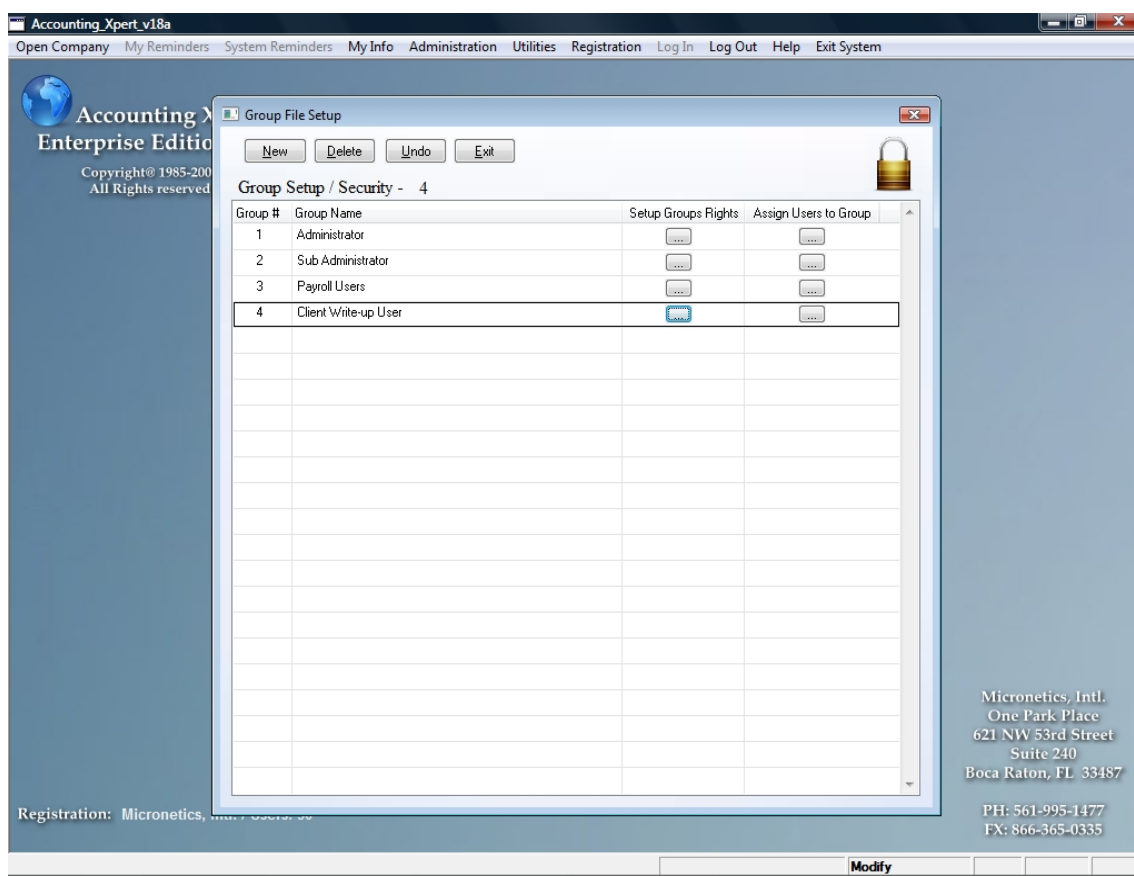 Accounting_Xpert_v18a
Open Company My Reminders System Reminders My Info Administration Utilities Registration Log In Log Out Help Exit System
Accounting X
Enterprise Editio
Copyright© 1985-200
All Rights reserved
Group File Setup
New Delete Undo Exit
Group Setup / Security - 4
Group # Group Name Setup Groups Rights Assign Users to Group
1 Administrator ... ...
2 Sub Administrator ... ...
3 Payroll Users ... ...
4 Client Write-up User ... ...
Micronetics, Intl.
One Park Place
621 NW 53rd Street
Suite 240
Boca Raton, FL 33487
PH: 561-995-1477
FX: 866-365-0335
Registration: Micronetics,
Modify